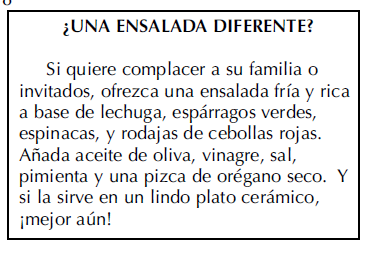 ¿UNA ENSALADA DIFERENTE?
Si quiere complacer a su familia o
invitados, ofrezca una ensalada fría y rica
a base de lechuga, espárragos verdes,
espinacas, y rodajas de cebollas rojas.
Añada aceite de oliva, vinagre, sal,
pimienta y una pizca de orégano seco. Y
si la sirve en un lindo plato cerámico,
¡mejor aún!